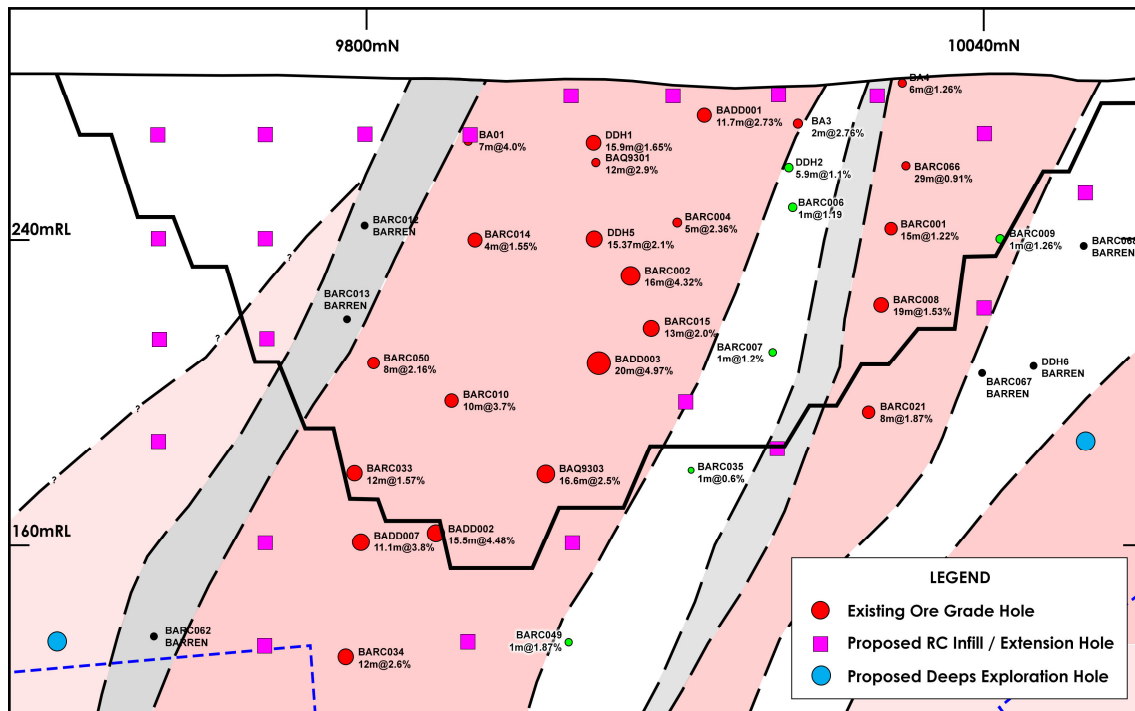 9800mN
10040mN
BA4
6m@1.26%
BADD001
11.7m@2.73%
BA3
2m@2.76%
BA01
7m@4.0%
DDH1
15.9m@1.65%
BAQ9301
12m@2.9%
DDH2
5.9m@1.1%
BARC066
29m@0.91%
BARC006
1m@1.19
BARC012
BARREN
240mRL
BARC014
4m@1.55%
DDH5
15.37m@2.1%
BARC004
5m@2.36%
BARC001
15m@1.22%
BARC009
1m@1.26%
BARC068
BARREN
?
BARC002
16m@4.32%
BARC013
BARREN
BARC008
19m@1.53%
BARC015
13m@2.0%
?
BARC050
8m@2.16%
BADD003
20m@4.97%
BARC007
1m@1.2%
BARC067
BARREN
DDH6
BARREN
BARC010
10m@3.7%
?
BARC021
8m@1.87%
?
BARC033
12m@1.57%
BAQ9303
16.6m@2.5%
BARC035
1m@0.6%
160mRL
BADD007
11.1m@3.8%
BADD002
15.5m@4.48%
BARC062
BARREN
BARC034
12m@2.6%
BARC049
1m@1.87%
LEGEND
Existing Ore Grade Hole
Proposed RC Infill / Extension Hole
Proposed Deeps Exploration Hole